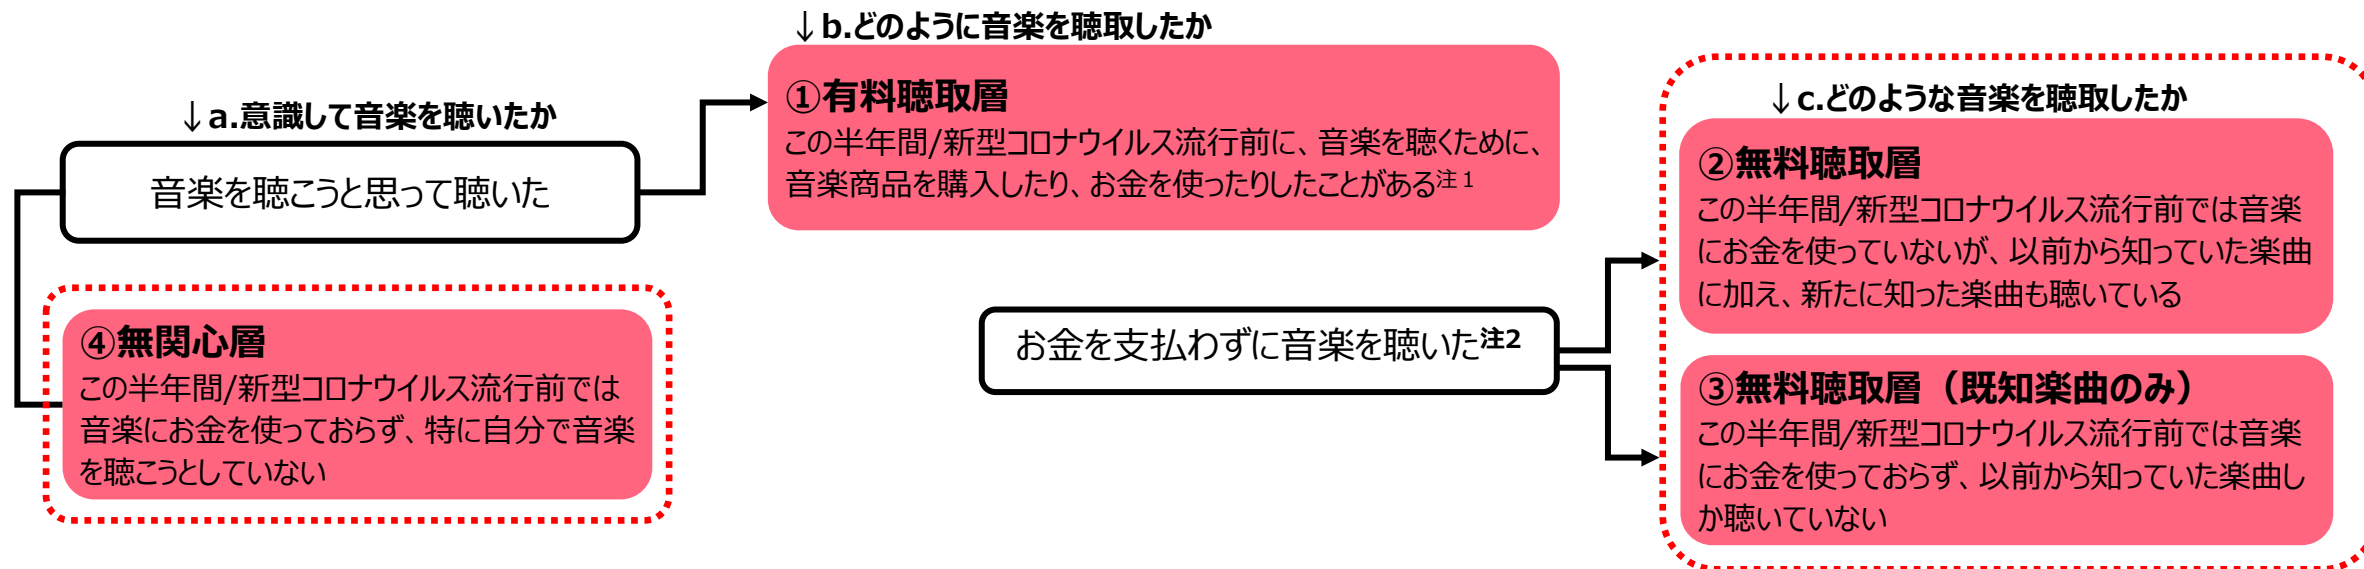 ↓b.どのように音楽を聴取したか
①有料聴取層
この半年間/新型コロナウイルス流行前に、音楽を聴くために、
音楽商品を購入したり、お金を使ったりしたことがある注1
↓a.意識して音楽を聴いたか
音楽を聴こうと思って聴いた
④無関心層
この半年間/新型コロナウイルス流行前では
音楽にお金を使っておらず、特に自分で音楽
を聴こうとしていない
お金を支払わずに音楽を聴いた注2
↓c.どのような音楽を聴取したか
②無料聴取層
この半年間/新型コロナウイルス流行前では音楽
にお金を使っていないが、以前から知っていた楽曲
に加え、新たに知った楽曲も聴いている
③無料聴取層（既知楽曲のみ）
この半年間/新型コロナウイルス流行前では音楽
にお金を使っておらず、以前から知っていた楽曲し
か聴いていない